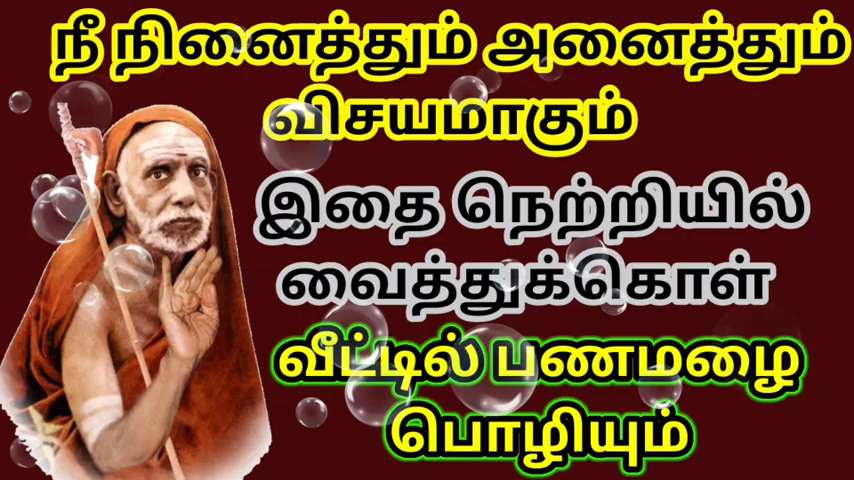 நீ நினைத்தும் அனைத்தும்
விசயமாகும்
இதை நெற்றியில்
வைத்துக்கொள்
வீட்டில் பணமழை
பொழியும்